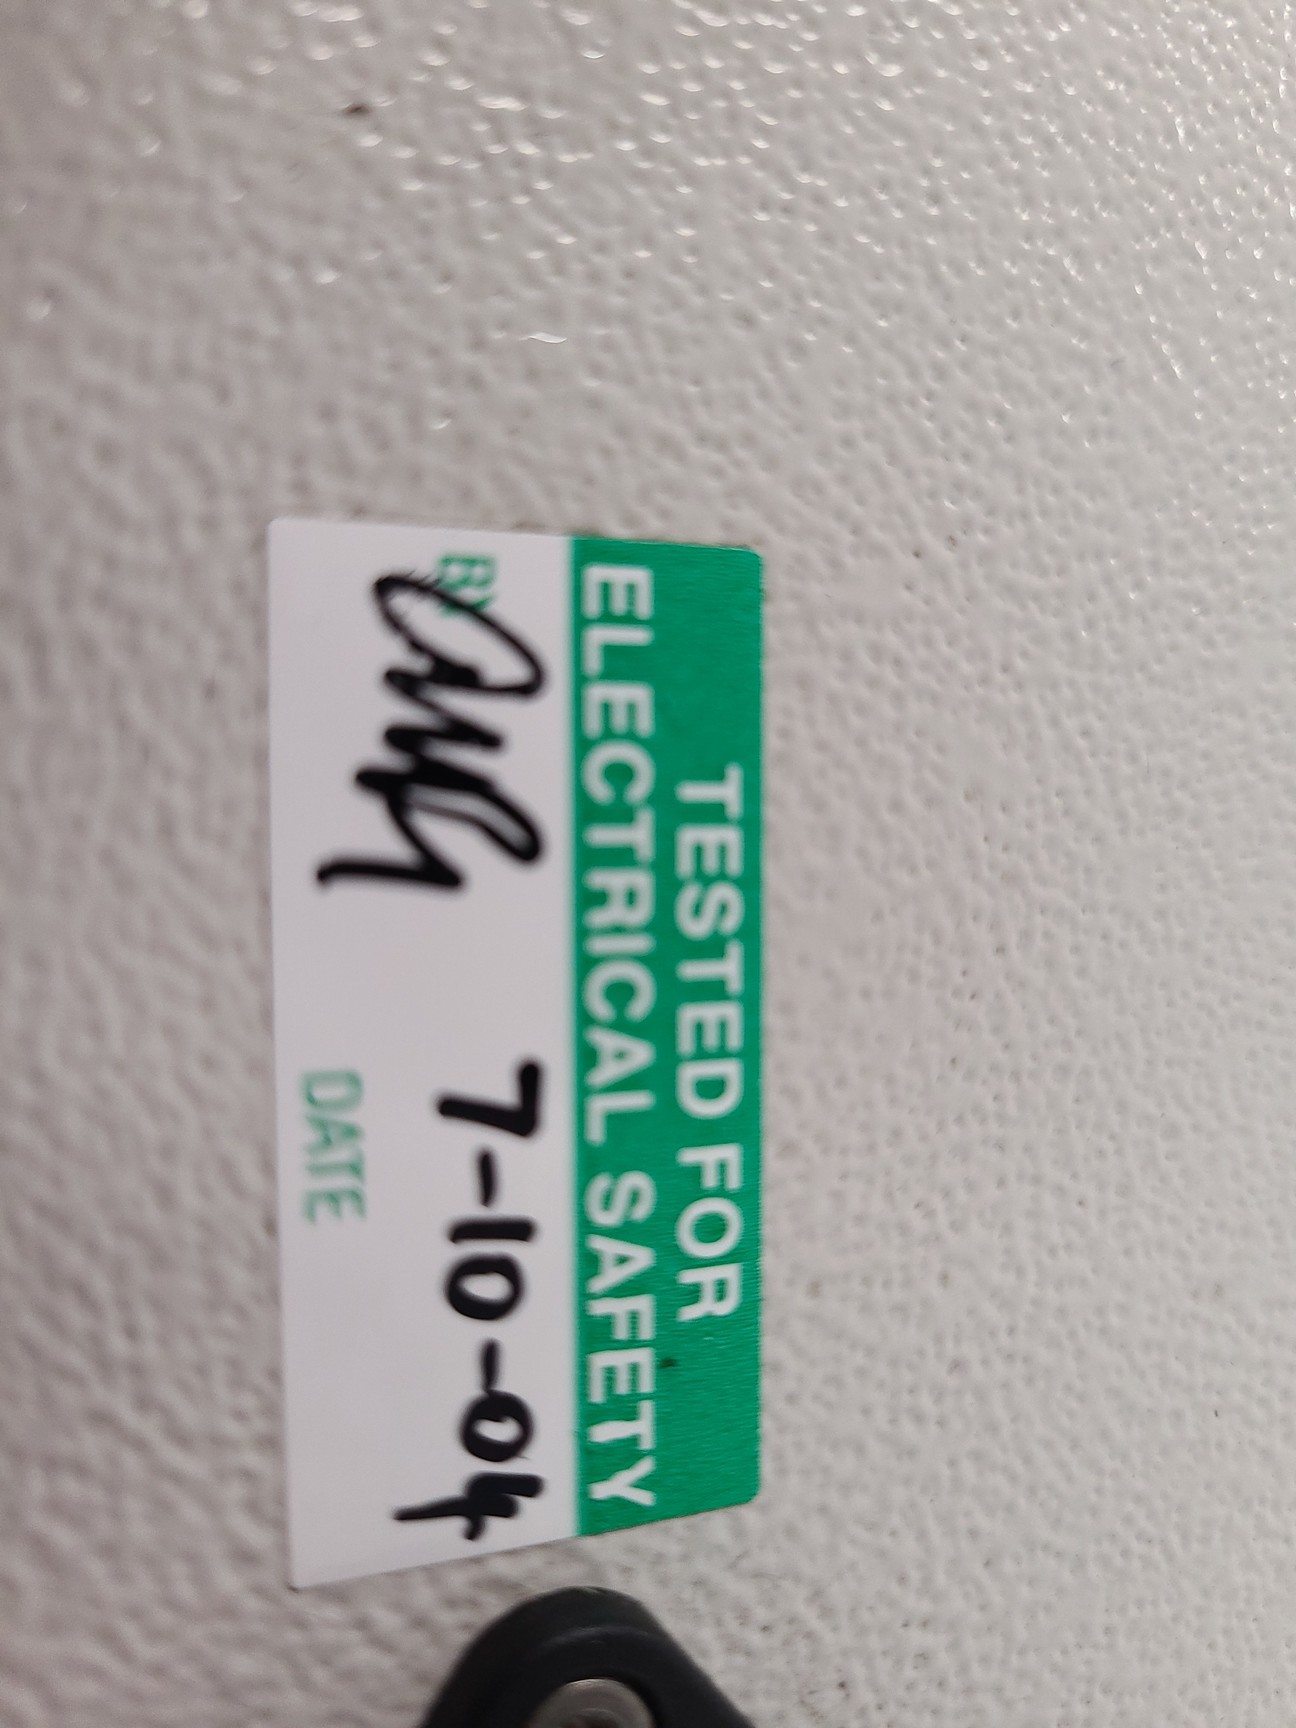 TESTED FOR
ELECTRICAL SAFETY
BY
7-10-04
DATE